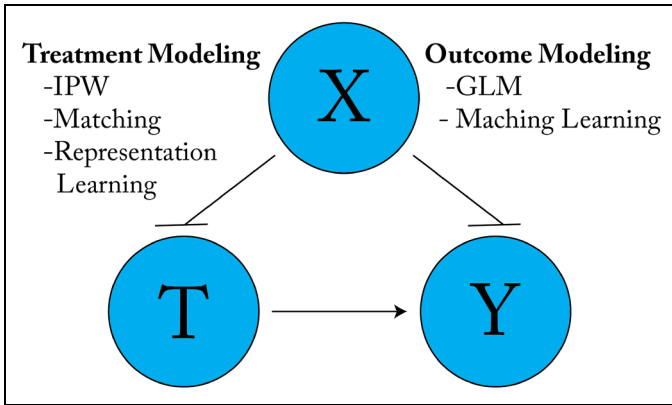 Treatment Modeling
-IPW
-Matching
-Representation
Learning
X
Outcome Modeling
-GLM
- Maching Learning
T
Y